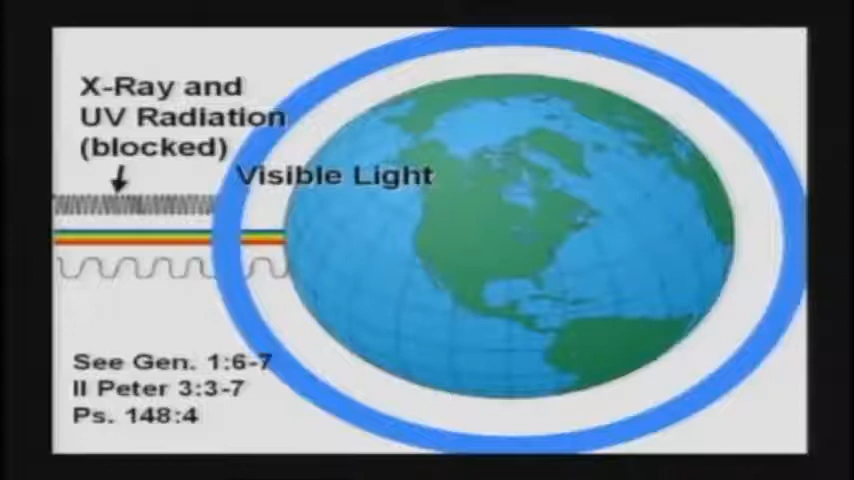 X-Ray and
UV Radiation
(blocked)
Visible Light
See Gen. 1:6-7
II Peter 3:3-7
Ps. 148:4